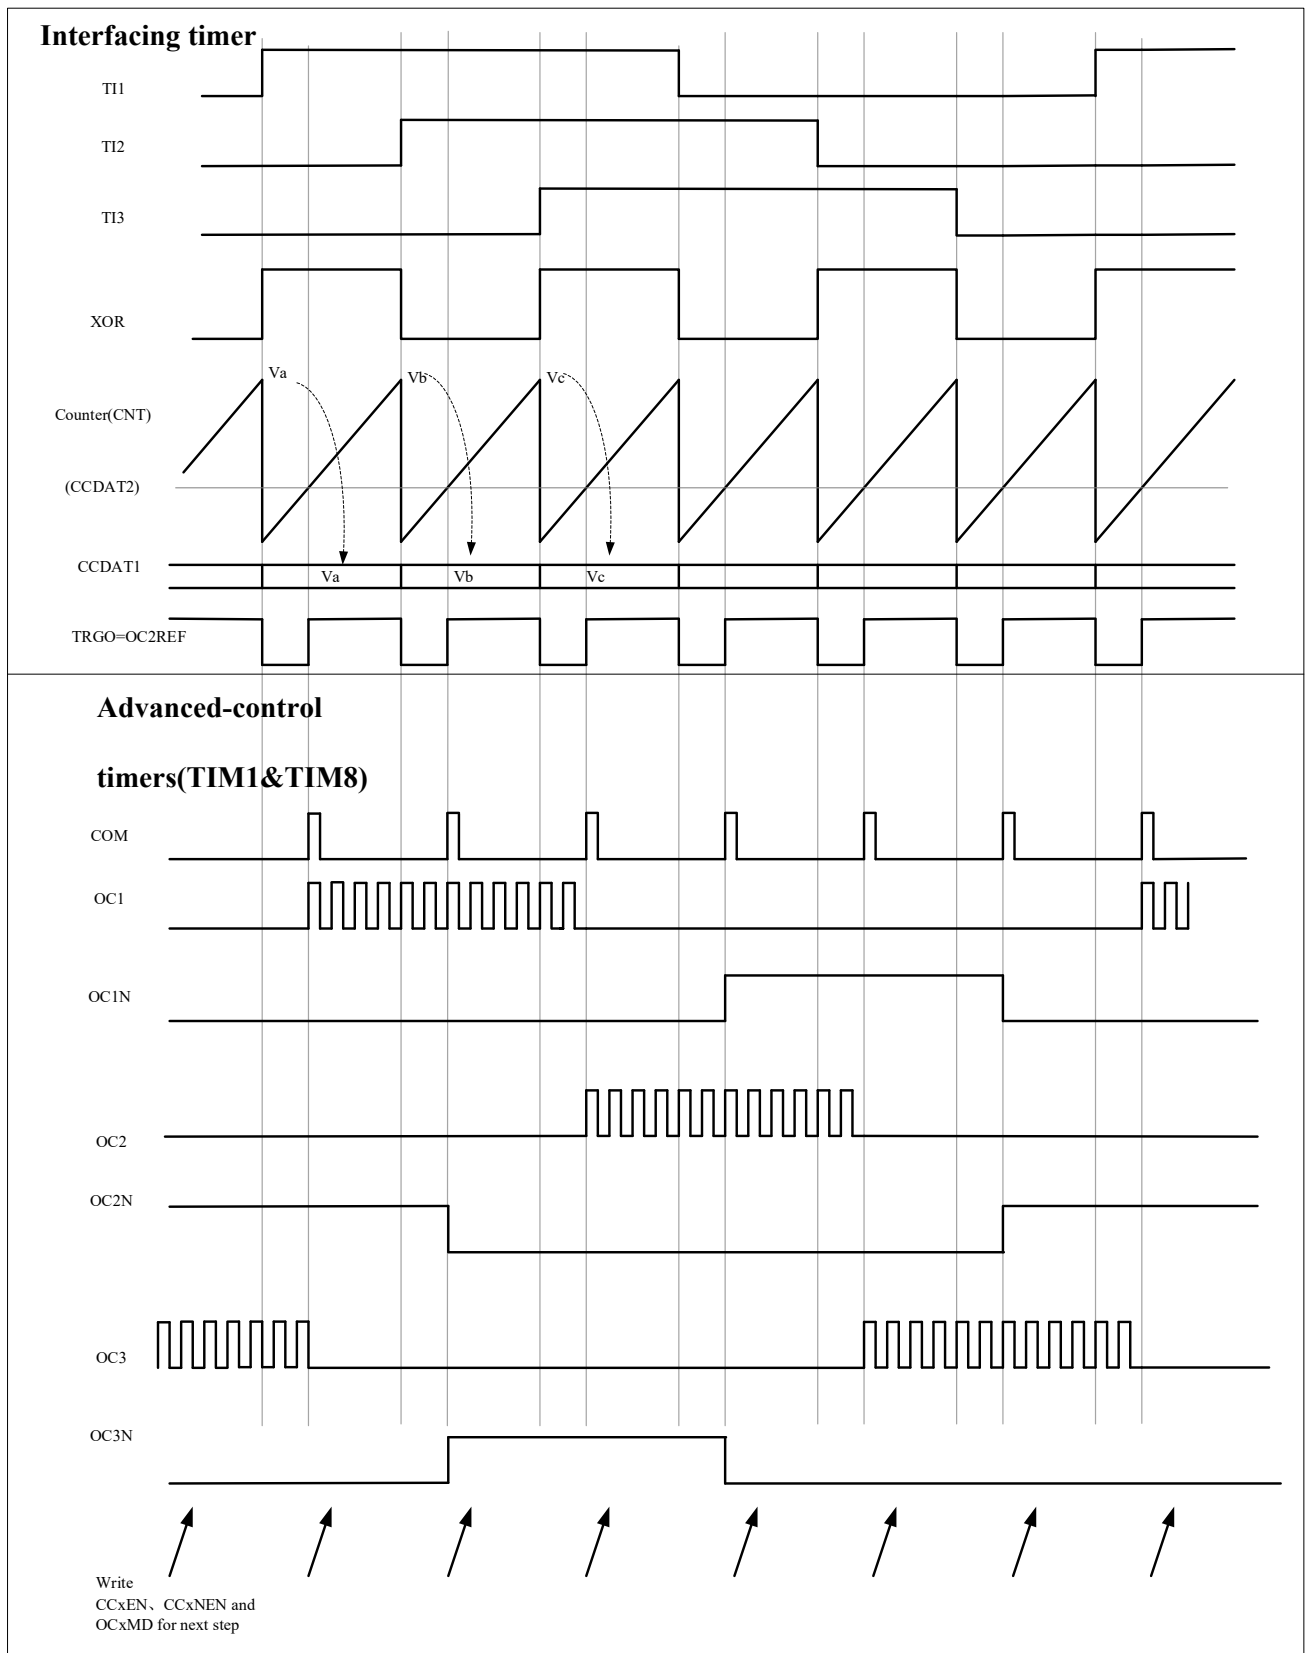 Interfacing timer
TI1
TI2
TI3
XOR
Va
Vb
Vc
Counter(CNT)
(CCDAT2)
CCDAT1
Va
Vb
Vc
TRGO=OC2REF
Advanced-control
timers(TIM1&TIM8)
COM
OC1
OC1N
OC2
OC2N
OC3
OC3N
Write
CCxEN、CCxNEN and
OCxMD for next step